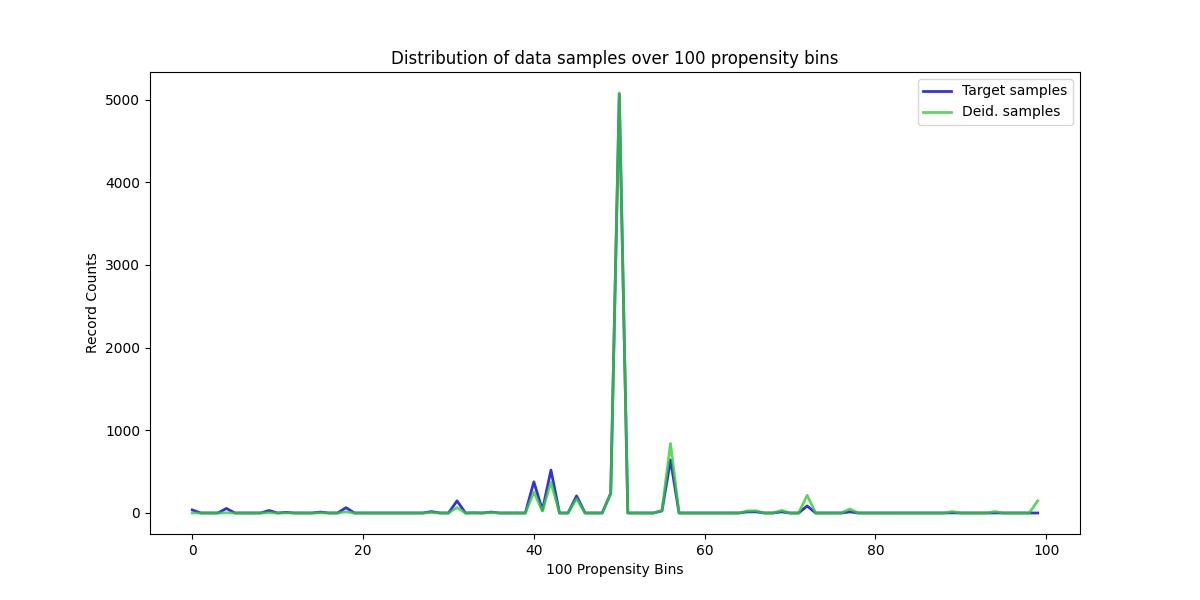 Distribution of data samples over 100 propensity bins
Target samples
Deid. samples
5000
4000
3000
2000
1000
0
Record Counts
0 20 40 60 80 100
100 Propensity Bins